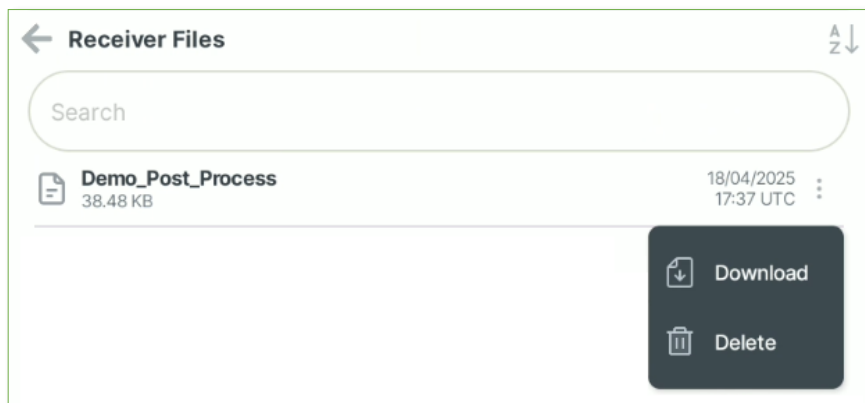 Receiver Files
A
Z
Search
Demo_Post_Process
38.48 KB
18/04/2025
17:37 UTC
Download
Delete